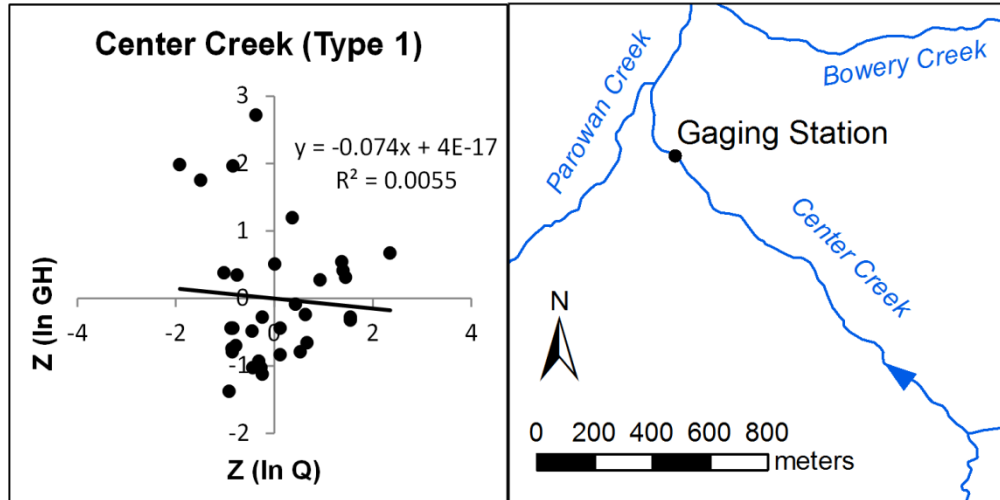 Center Creek (Type 1)
3
2
1
0
-1
-2
-4
-2
0
2
4
y = -0.074x + 4E-17
R² = 0.0055
Z (ln GH)
Z (ln Q)
Parowan Creek
Bowery Creek
Gaging Station
Center Creek
N
0 200 400 600 800
meters